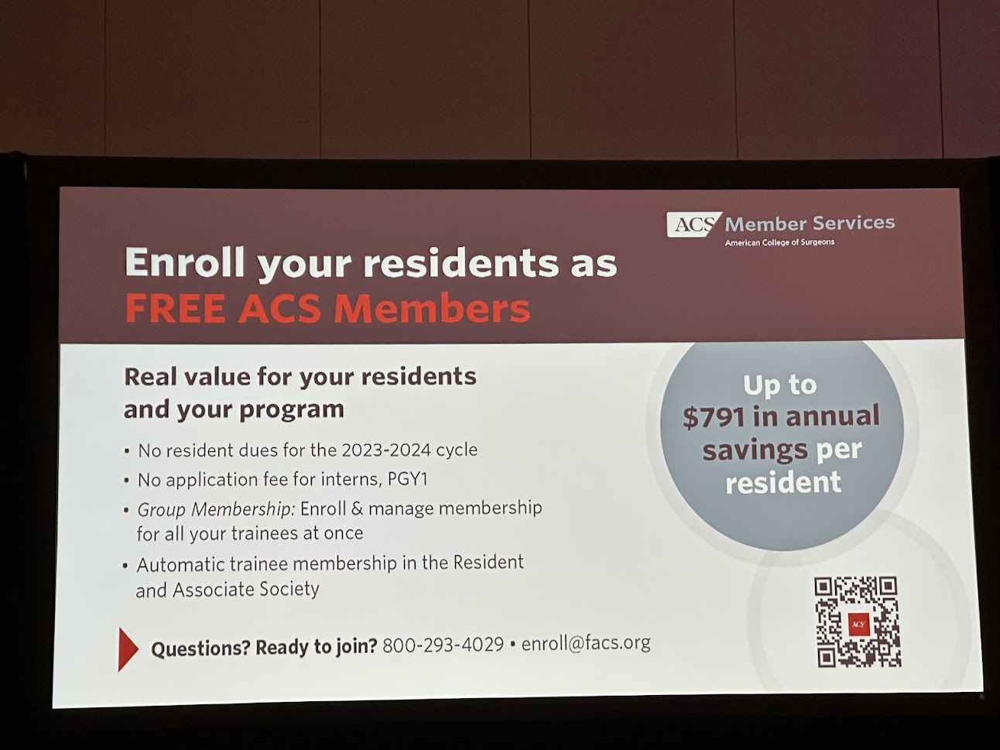 ACS Member Services
American College of Surgeons
Enroll your residents as
FREE ACS Members
Real value for your residents
and your program
• No resident dues for the 2023-2024 cycle
• No application fee for interns, PGY1
• Group Membership: Enroll & manage membership
for all your trainees at once
• Automatic trainee membership in the Resident
and Associate Society
Up to
$791 in annual
savings per
resident
ACS
Questions? Ready to join? 800-293-4029 • enroll@facs.org